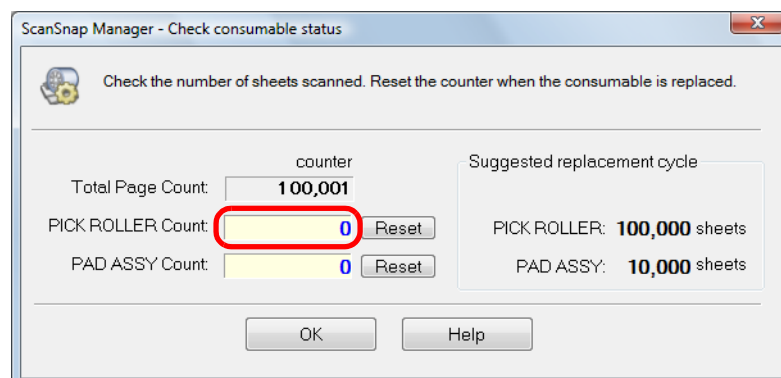 ScanSnap Manager - Check consumable status
Check the number of sheets scanned. Reset the counter when the consumable is replaced.
counter
Total Page Count: 100,001
PICK ROLLER Count: 0 Reset
PAD ASSY Count: 0 Reset
Suggested replacement cycle
PICK ROLLER: 100,000 sheets
PAD ASSY: 10,000 sheets
OK Help